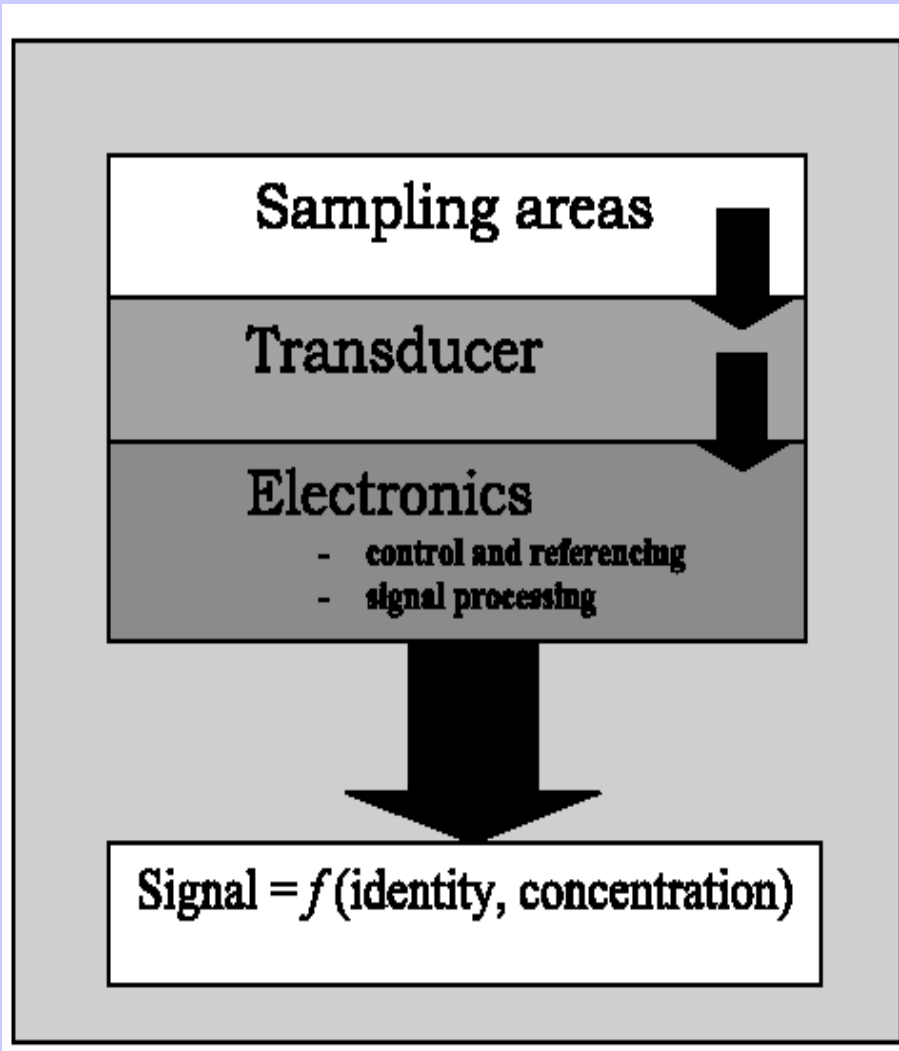 Sampling areas
Transducer
Electronics
- control and referencing
- signal processing
Signal = f(identity, concentration)